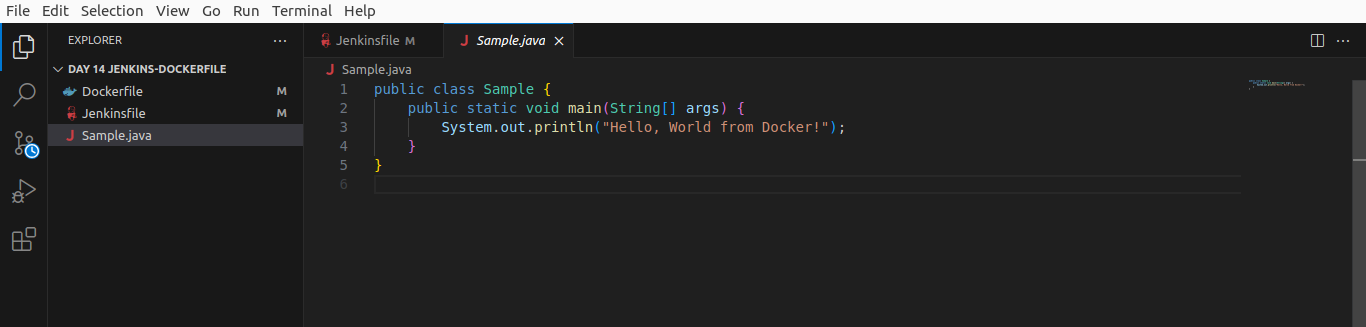 File Edit Selection View Go Run Terminal Help
EXPLORER ···
DAY 14 JENKINS-DOCKERFILE
Dockerfile M
Jenkinsfile M
Sample.java
Jenkinsfile M
Sample.java
Sample.java
1 public class Sample {
2     public static void main(String[] args) {
3         System.out.println("Hello, World from Docker!");
4     }
5 }
6